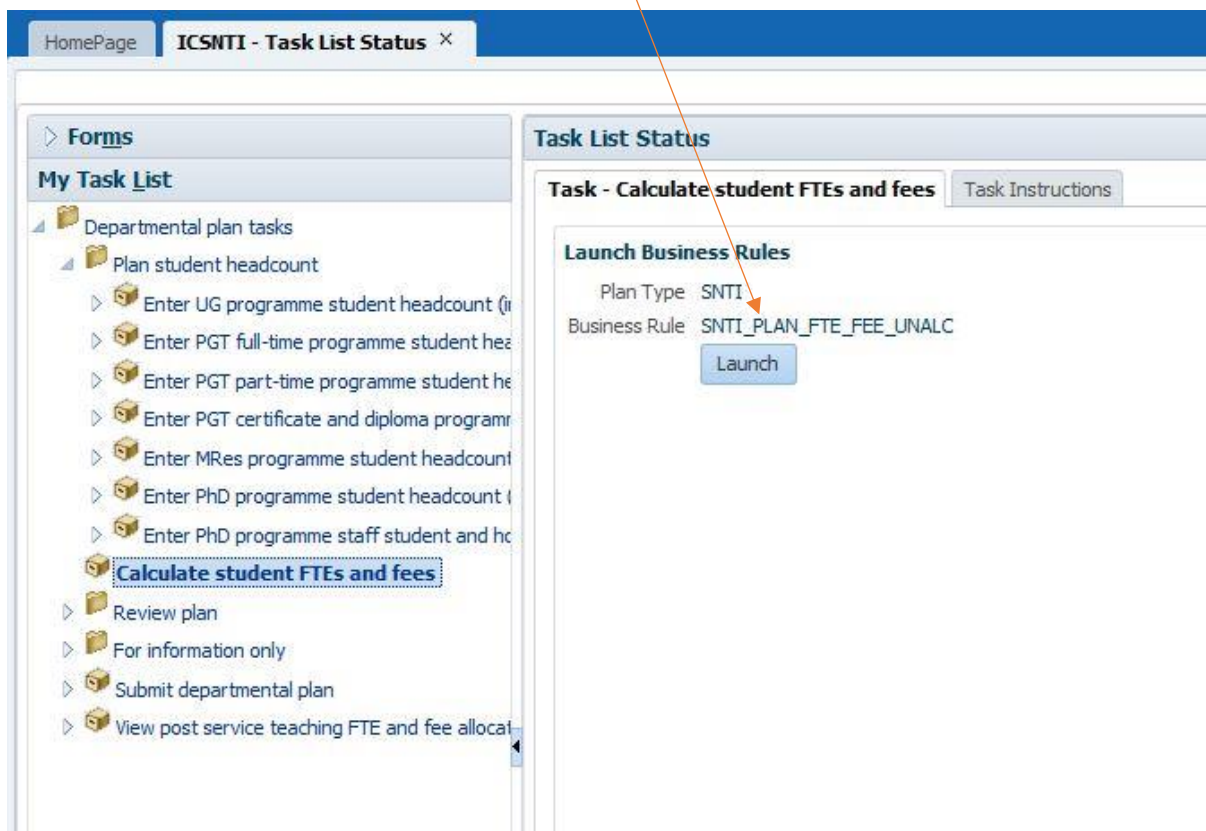 HomePage
ICSNTI - Task List Status ×
Forms
My Task List
Departmental plan tasks
Plan student headcount
Enter UG programme student headcount (i
Enter PGT full-time programme student hea
Enter PGT part-time programme student he
Enter PGT certificate and diploma program
Enter MRes programme student headcount
Enter PhD programme student headcount (
Enter PhD programme staff student and ho
Calculate student FTEs and fees
Review plan
For information only
Submit departmental plan
View post service teaching FTE and fee allocat
Task List Status
Task - Calculate student FTEs and fees
Task Instructions
Launch Business Rules
Plan Type SNTI
Business Rule SNTI_PLAN_FTE_FEE_UNALC
Launch